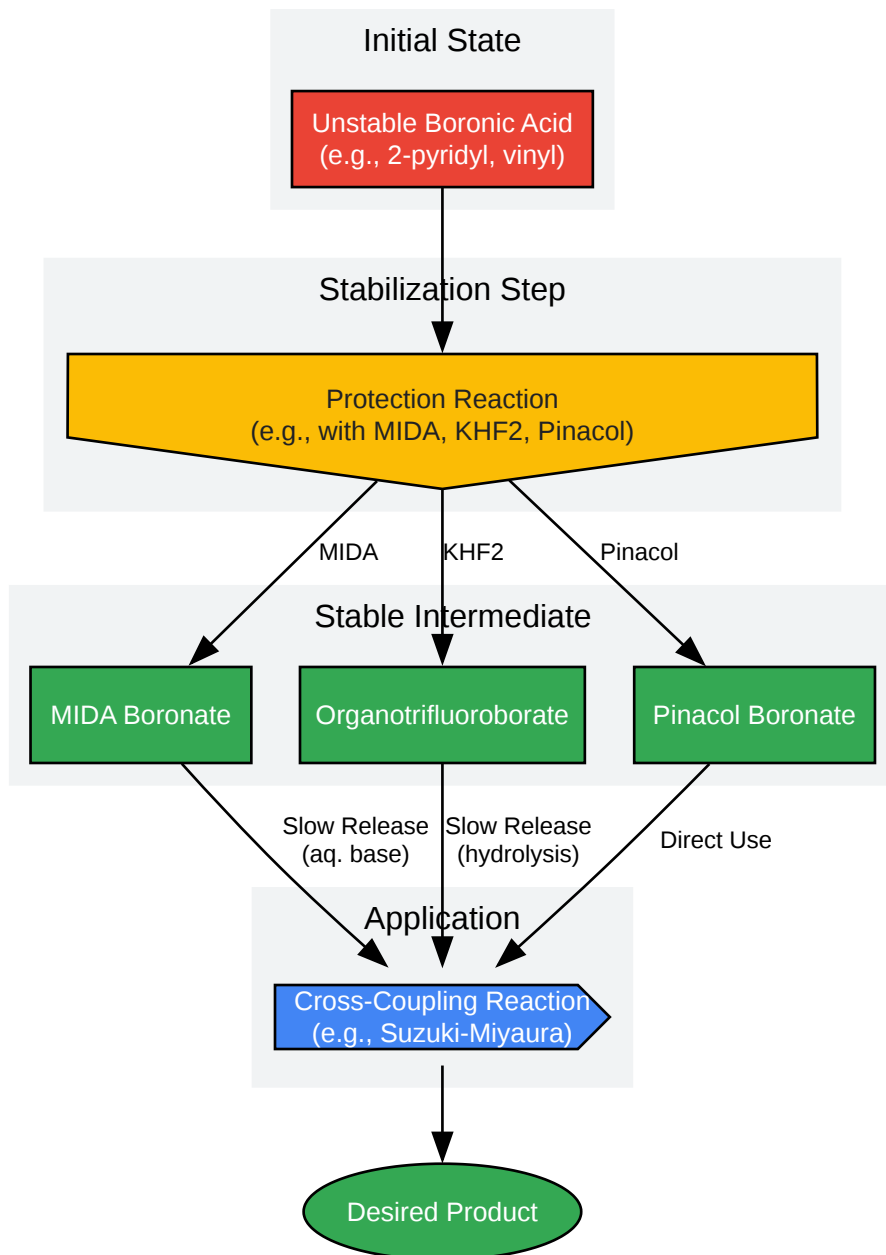 Initial State
Unstable Boronic Acid
(e.g., 2-pyridyl, vinyl)
Stabilization Step
Protection Reaction
(e.g., with MIDA, KHF2, Pinacol)
MIDA
KHF2
Pinacol
Stable Intermediate
MIDA Boronate
Organotrifluoroborate
Pinacol Boronate
Slow Release
(aq. base)
Slow Release
(hydrolysis)
Direct Use
Application
Cross-Coupling Reaction
(e.g., Suzuki-Miyaura)
Desired Product